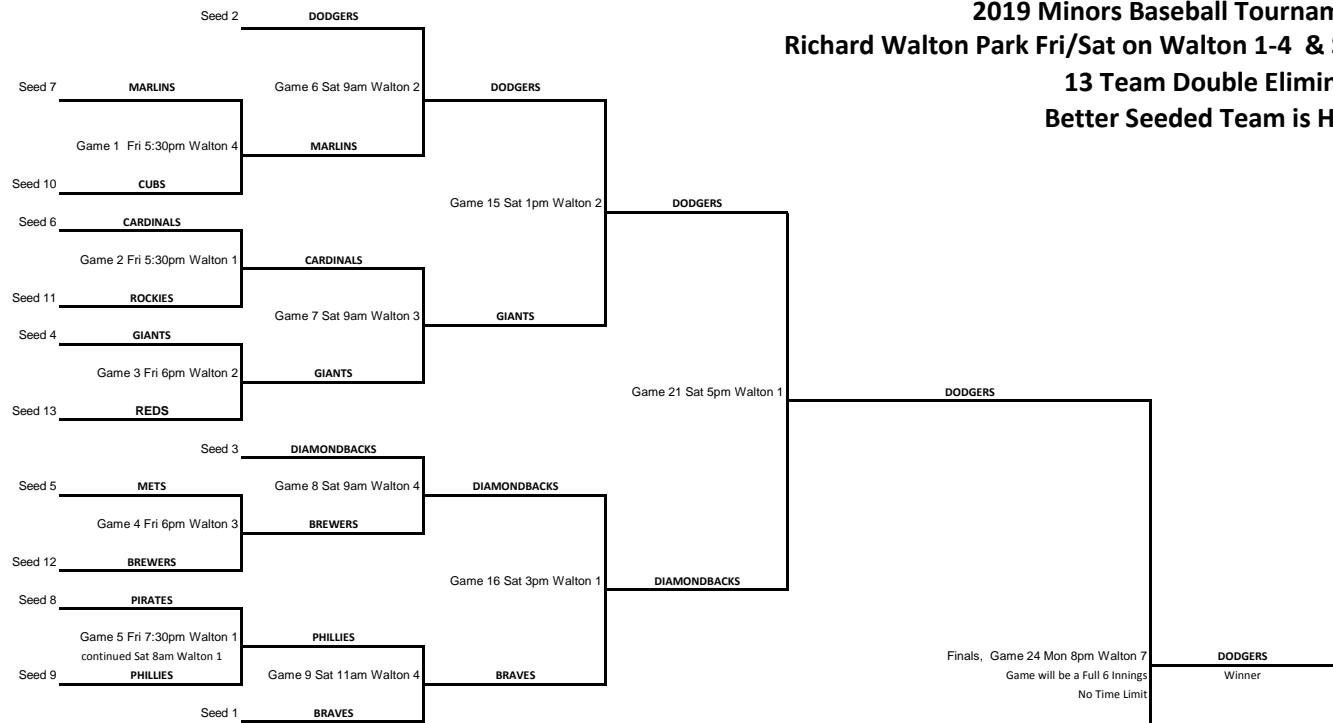 2019 Minors Baseball
Richard Walton Park Fri/Sat on Walton 1-4 &
13 Team Double
Better Seeded Team is
Seed 2 DODGERS
Seed 7 MARLINS Game 6 Sat 9am Walton 2 DODGERS
Game 1 Fri 5:30pm Walton 4 MARLINS
Seed 10 CUBS
Game 15 Sat 1pm Walton 2 DODGERS
Seed 6 CARDINALS
Game 2 Fri 5:30pm Walton 1 CARDINALS
Seed 11 ROCKIES
Game 7 Sat 9am Walton 3 GIANTS
Seed 4 GIANTS
Game 3 Fri 6pm Walton 2 GIANTS
Game 21 Sat 5pm Walton 1 DODGERS
Seed 13 REDS
Seed 3 DIAMONDBACKS
Seed 5 METS Game 8 Sat 9am Walton 4 DIAMONDBACKS
Game 4 Fri 6pm Walton 3 BREWERS
Seed 12 BREWERS
Game 16 Sat 3pm Walton 1 DIAMONDBACKS
Seed 8 PIRATES
Game 5 Fri 7:30pm Walton 1 PHILLIES
continued Sat 8am Walton 1
Finals, Game 24 Mon 8pm Walton 7 DODGERS
Seed 9 PHILLIES Game 9 Sat 11am Walton 4 BRAVES
Game will be a Full 6 Innings Winner
No Time Limit
Seed 1 BRAVES